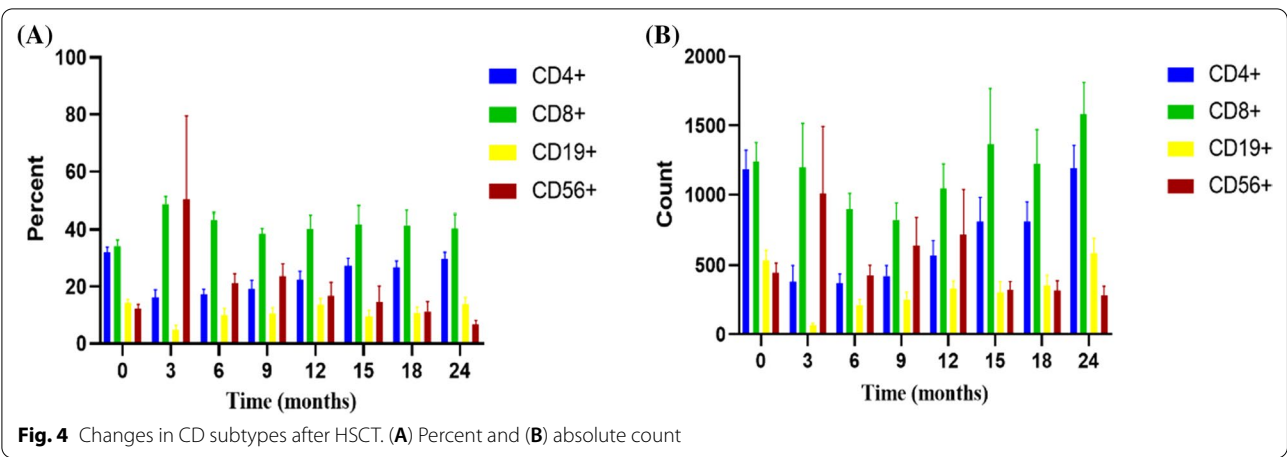 (A)
100
80
60
40
20
0
Percent
0 3 6 9 12 15 18 24
Time (months)
CD4+
CD8+
CD19+
CD56+
(B)
2000
1500
1000
500
0
Count
0 3 6 9 12 15 18 24
Time (months)
CD4+
CD8+
CD19+
CD56+
Fig. 4 Changes in CD subtypes after HSCT. (A) Percent and (B) absolute count